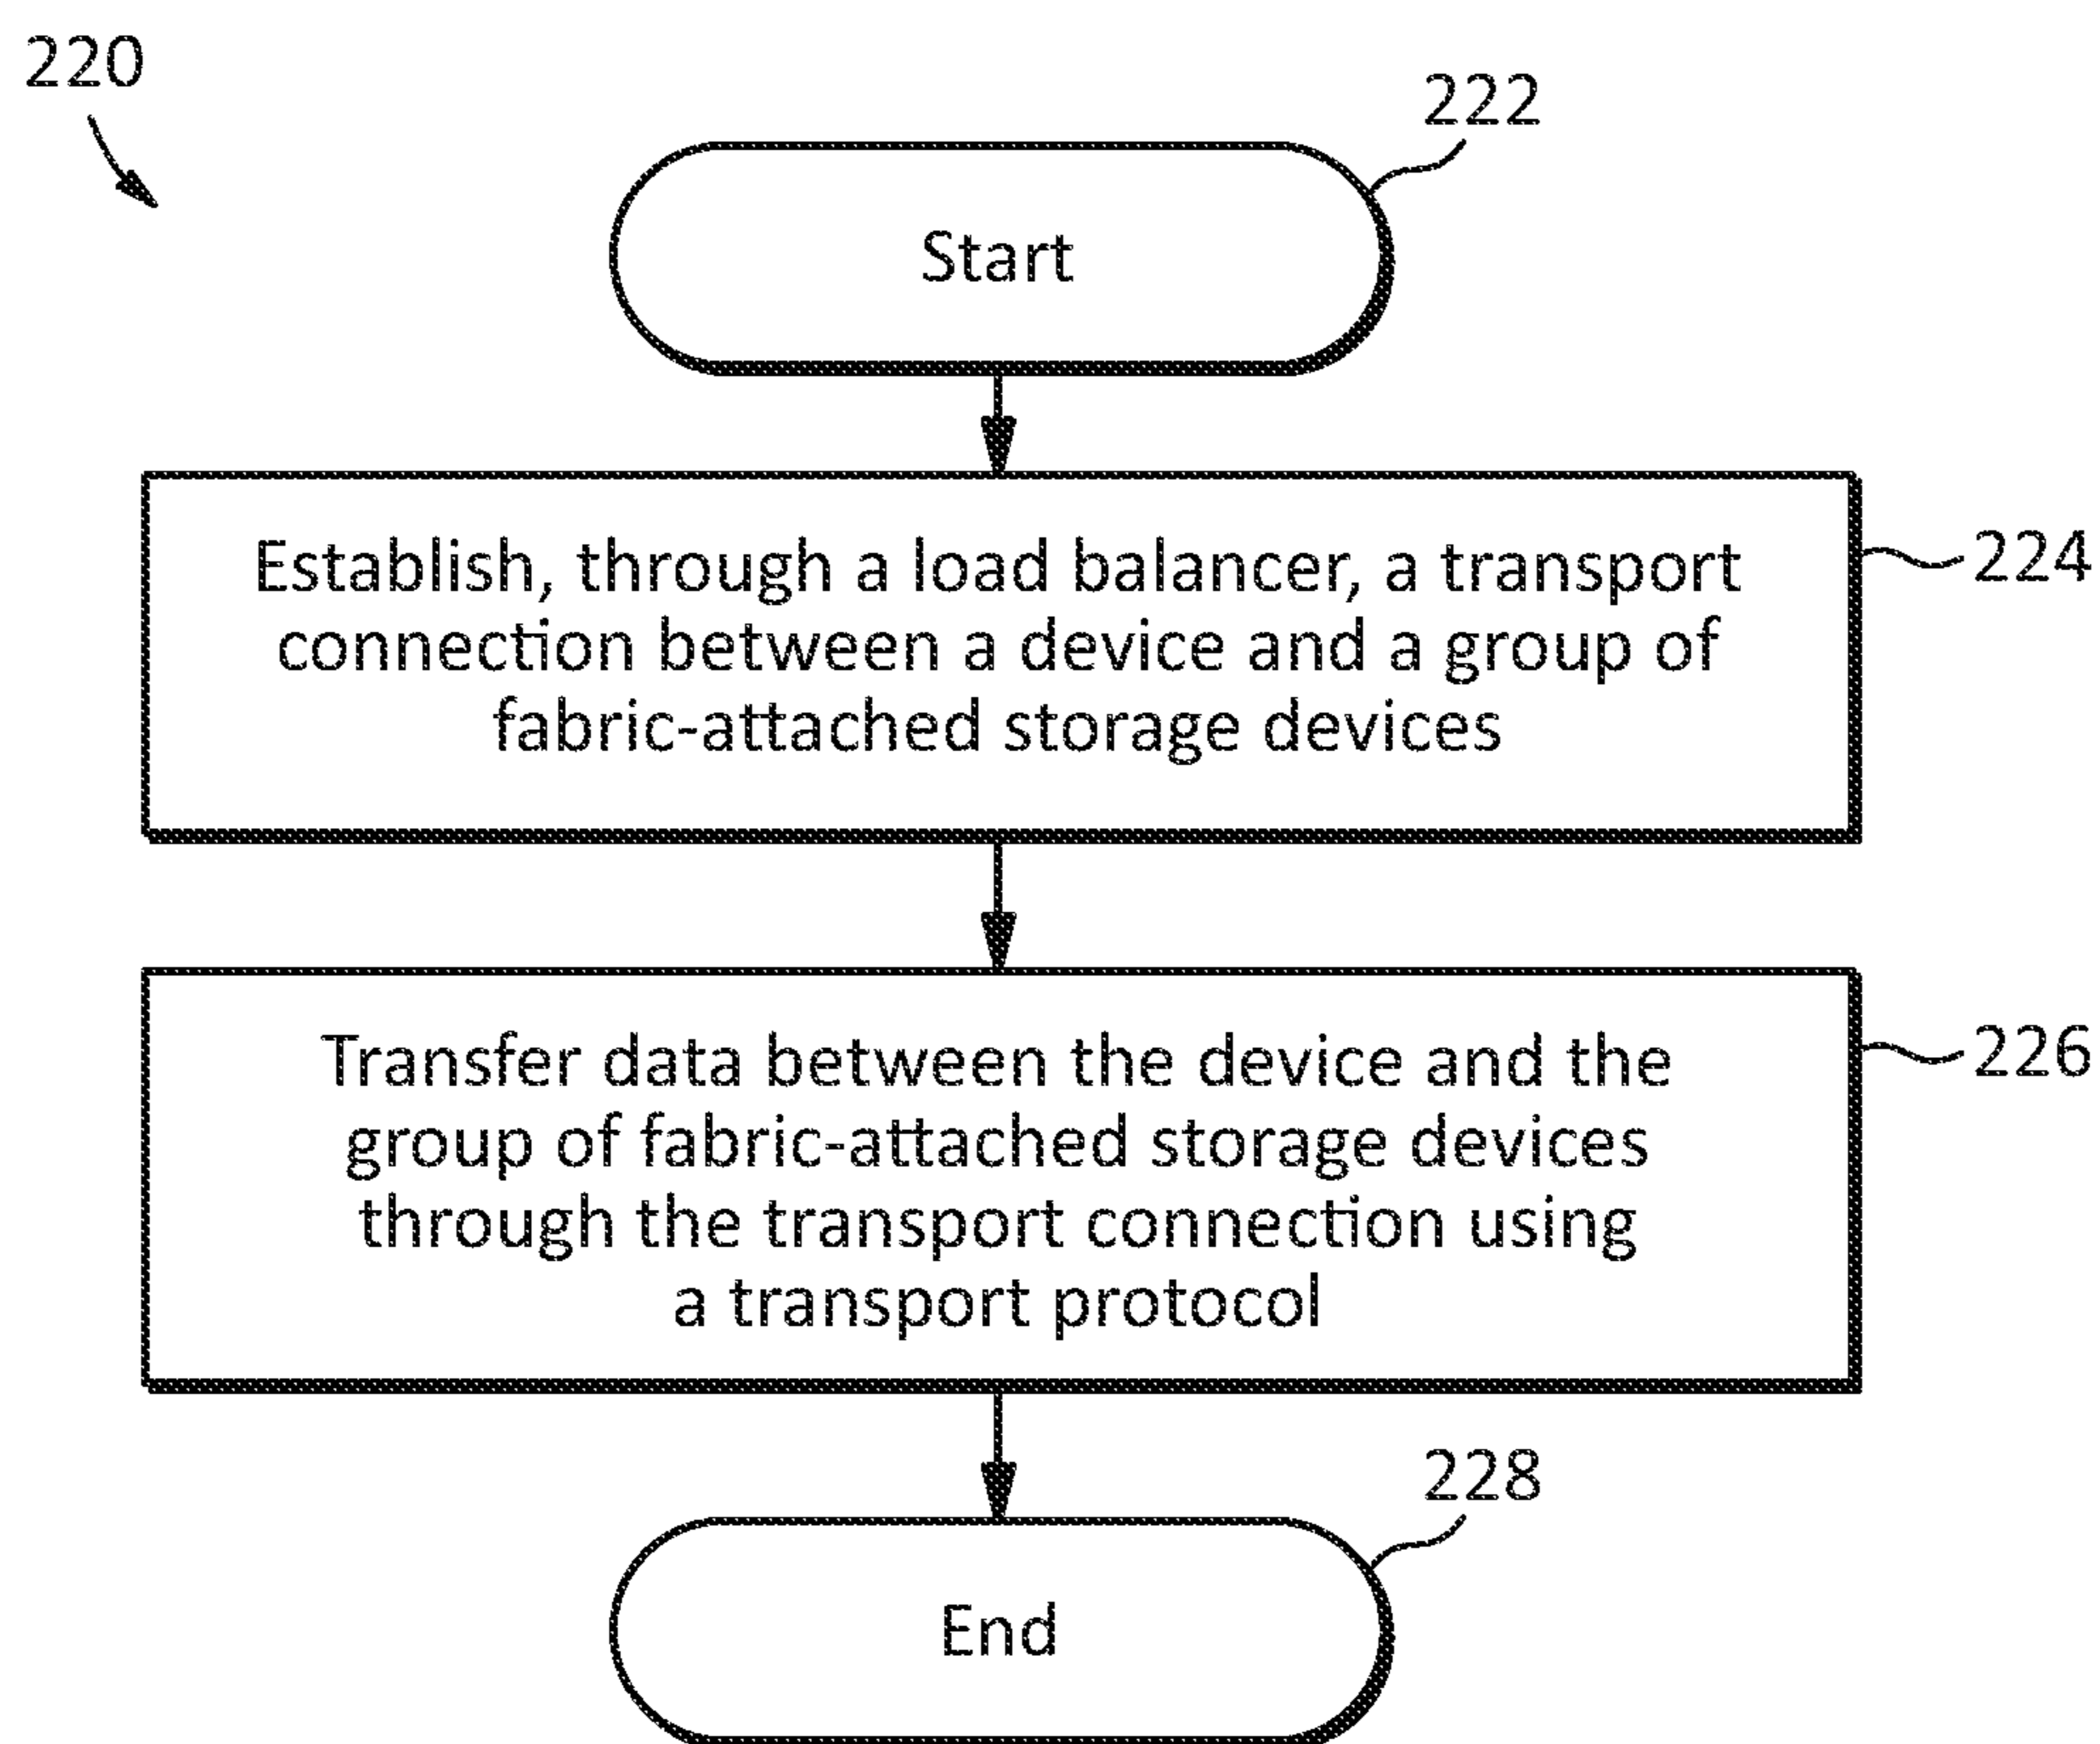 220
222
Start
Establish, through a load balancer, a transport
connection between a device and a group of
fabric-attached storage devices
224
Transfer data between the device and the
group of fabric-attached storage devices
through the transport connection using
a transport protocol
226
228
End